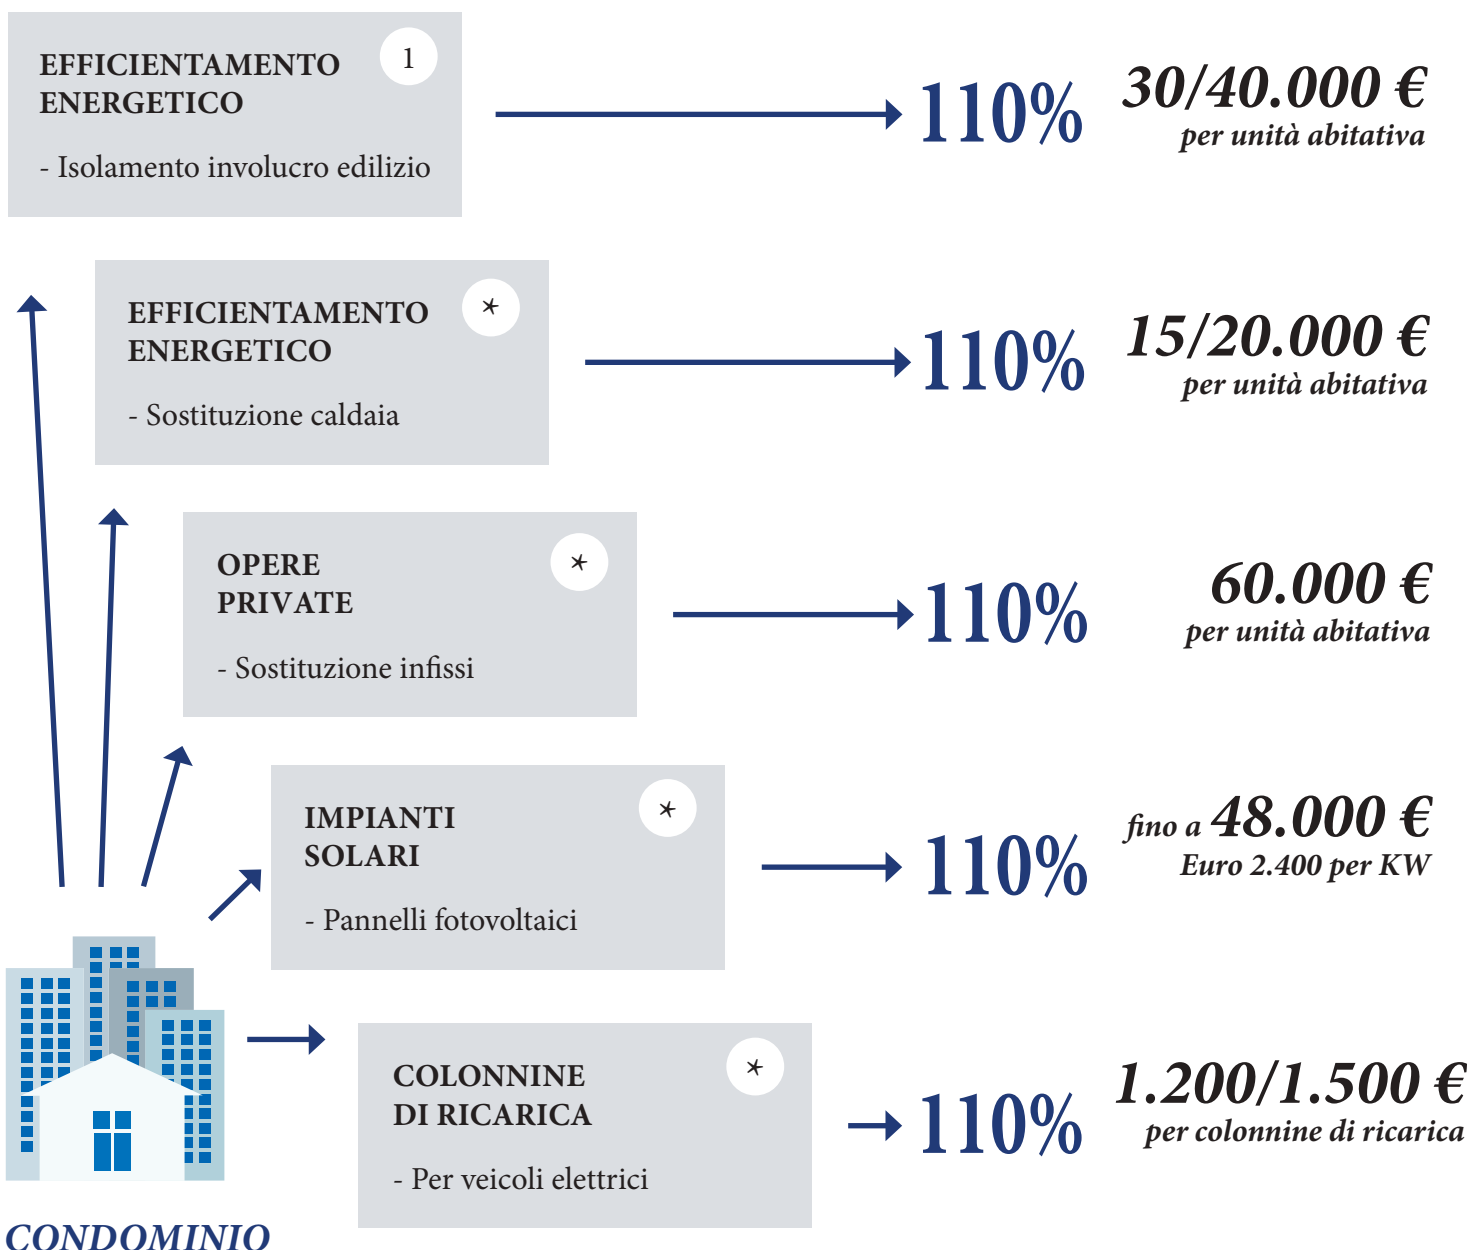 EFFICIENTAMENTO
ENERGETICO
1
- Isolamento involucro edilizio
110%
30/40.000 €
per unità abitativa
EFFICIENTAMENTO
ENERGETICO
*
- Sostituzione caldaia
110%
15/20.000 €
per unità abitativa
OPERE
PRIVATE
*
- Sostituzione infissi
110%
60.000 €
per unità abitativa
IMPIANTI
SOLARI
*
- Pannelli fotovoltaici
110%
fino a 48.000 €
Euro 2.400 per KW
COLONNINE
DI RICARICA
*
- Per veicoli elettrici
110%
1.200/1.500 €
per colonnine di ricarica
CONDOMINIO